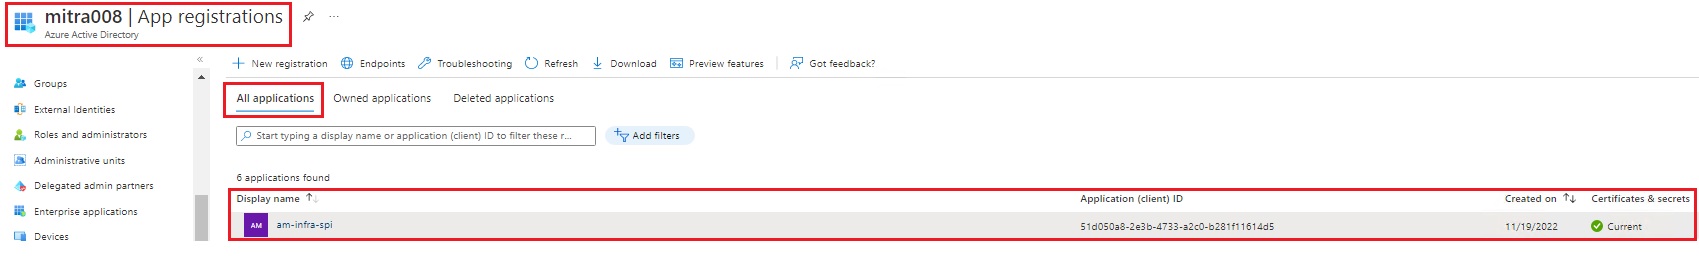 mitra008 | App registrations
Azure Active Directory
«
Groups
External Identities
Roles and administrators
Administrative units
Delegated admin partners
Enterprise applications
Devices
New registration Endpoints Troubleshooting Refresh Download Preview features Got feedback?
All applications Owned applications Deleted applications
Start typing a display name or application (client) ID to filter these r... Add filters
6 applications found
Display name Application (client) ID Created on Certificates & secrets
AM am-infra-spi 51d050a8-2e3b-4733-a2c0-b281f11614d5 11/19/2022 Current